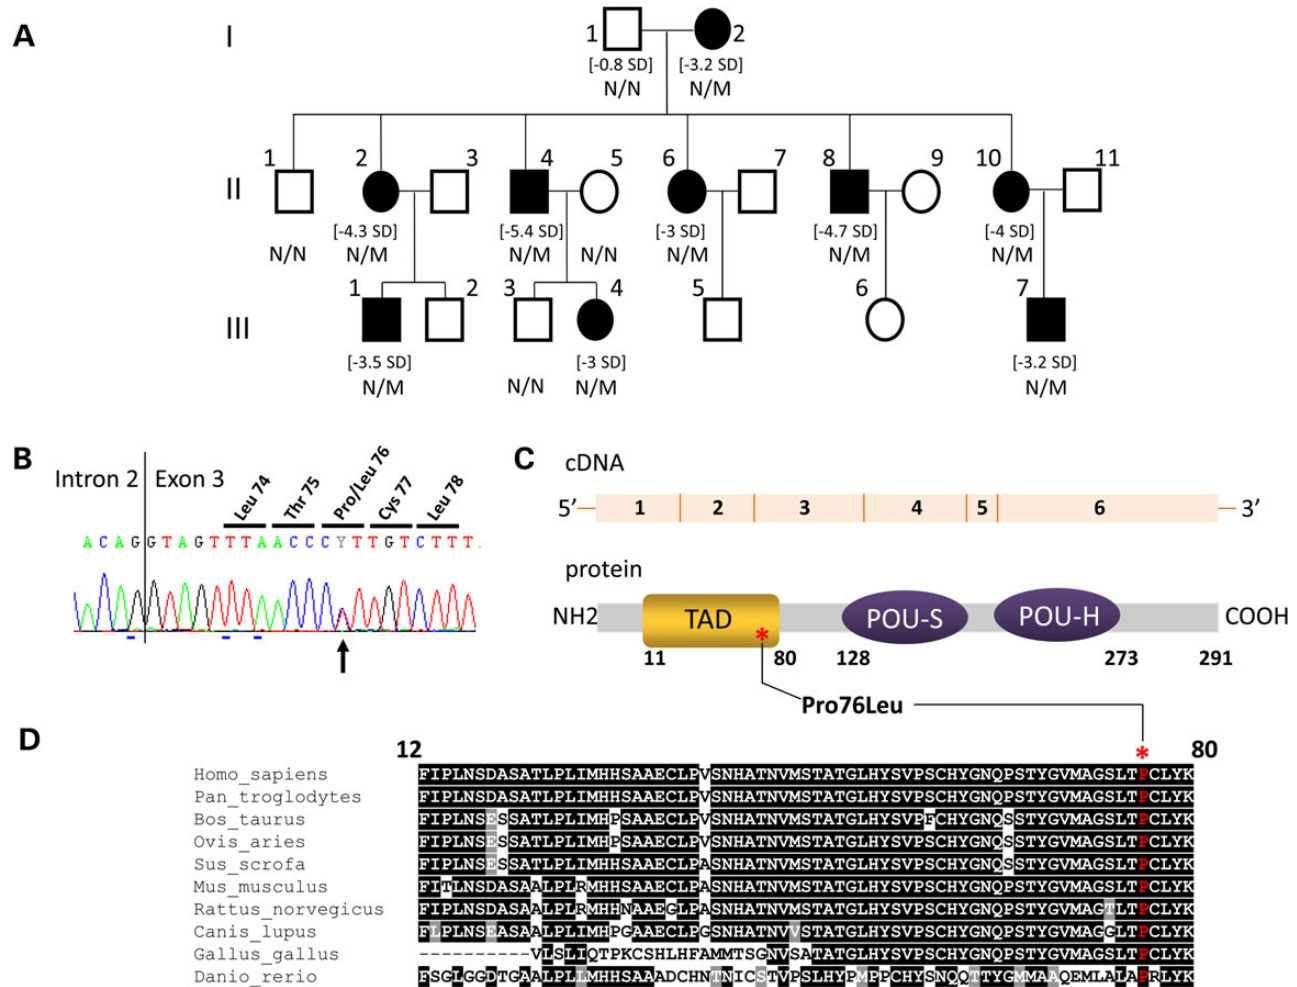 A
I
1 2
[-0.8 SD] [-3.2 SD]
N/N N/M
II
1 2 3 4 5 6 7 8 9 10 11
[-4.3 SD] [-5.4 SD] [-3 SD] [-4.7 SD] [-4 SD]
N/N N/M N/M N/N N/M N/M N/M
III
1 2 3 4 5 6 7
[-3.5 SD] [-3 SD] [-3.2 SD]
N/M N/N N/M N/M
B
Intron 2 Exon 3
Leu 74 Thr 75 Pro/Leu 76 Cys 77 Leu 78
A C A G G T A G T T T A A C C C Y T T G T C T T T
C
cDNA
5’ 1 2 3 4 5 6 3’
protein
NH2 TAD POU-S POU-H COOH
*
11 80 128 273 291
Pro76Leu
D
12 * 80
Homo_sapiens FIPLNSDASATLPLIMHHSAAECLPVSNHATNVMSTATGLHYSVPSCHYGNQPSTYGVMAGSLTPCLYK
Pan_troglodytes FIPLNSDASATLPLIMHHSAAECLPVSNHATNVMSTATGLHYSVPSCHYGNQPSTYGVMAGSLTPCLYK
Bos_taurus FIPLNSESSATLPLIMHPSAAECLPVSNHATNVMSTATGLHYSVPFCHYGNQSSTYGVMAGSLTPCLYK
Ovis_aries FIPLNSESSATLPLIMHPSAAECLPVSNHATNVMSTATGLHYSVPSCHYGNQSSTYGVMAGSLTPCLYK
Sus_scrofa FIPLNSESSATLPLIMHHSAAECLPASNHATNVMSTATGLHYSVPSCHYGNQSSTYGVMAGSLTPCLYK
Mus_musculus FITLNSDASAALPLRMHHSAAECLPASNHATNVMSTATGLHYSVPSCHYGNQPSTYGVMAGSLTPCLYK
Rattus_norvegicus FIPLNSDASAALPLRMHHNAAEGLPASNHATNVMSTATGLHYSVPSCHYGNQPSTYGVMAGTLTPCLYK
Canis_lupus FLPLNSEASAALPLIMHPGAAECLPGSNHATNVVSTATGLHYSVPSCHYGNQPSTYGVMAGGLTPCLYK
Gallus_gallus ----------VLSLIQTPKCSHLHFAMMTSGNVSATATGLHYSVPSCHYGNQPSTYGVMAGSLTPCLYK
Danio_rerio FSGLGGDTGAALPLLMHHSAAADCHNTNICSTVPSLHYPMPPCHYSNQQTTYGMMAAQEMLALAPRLYK